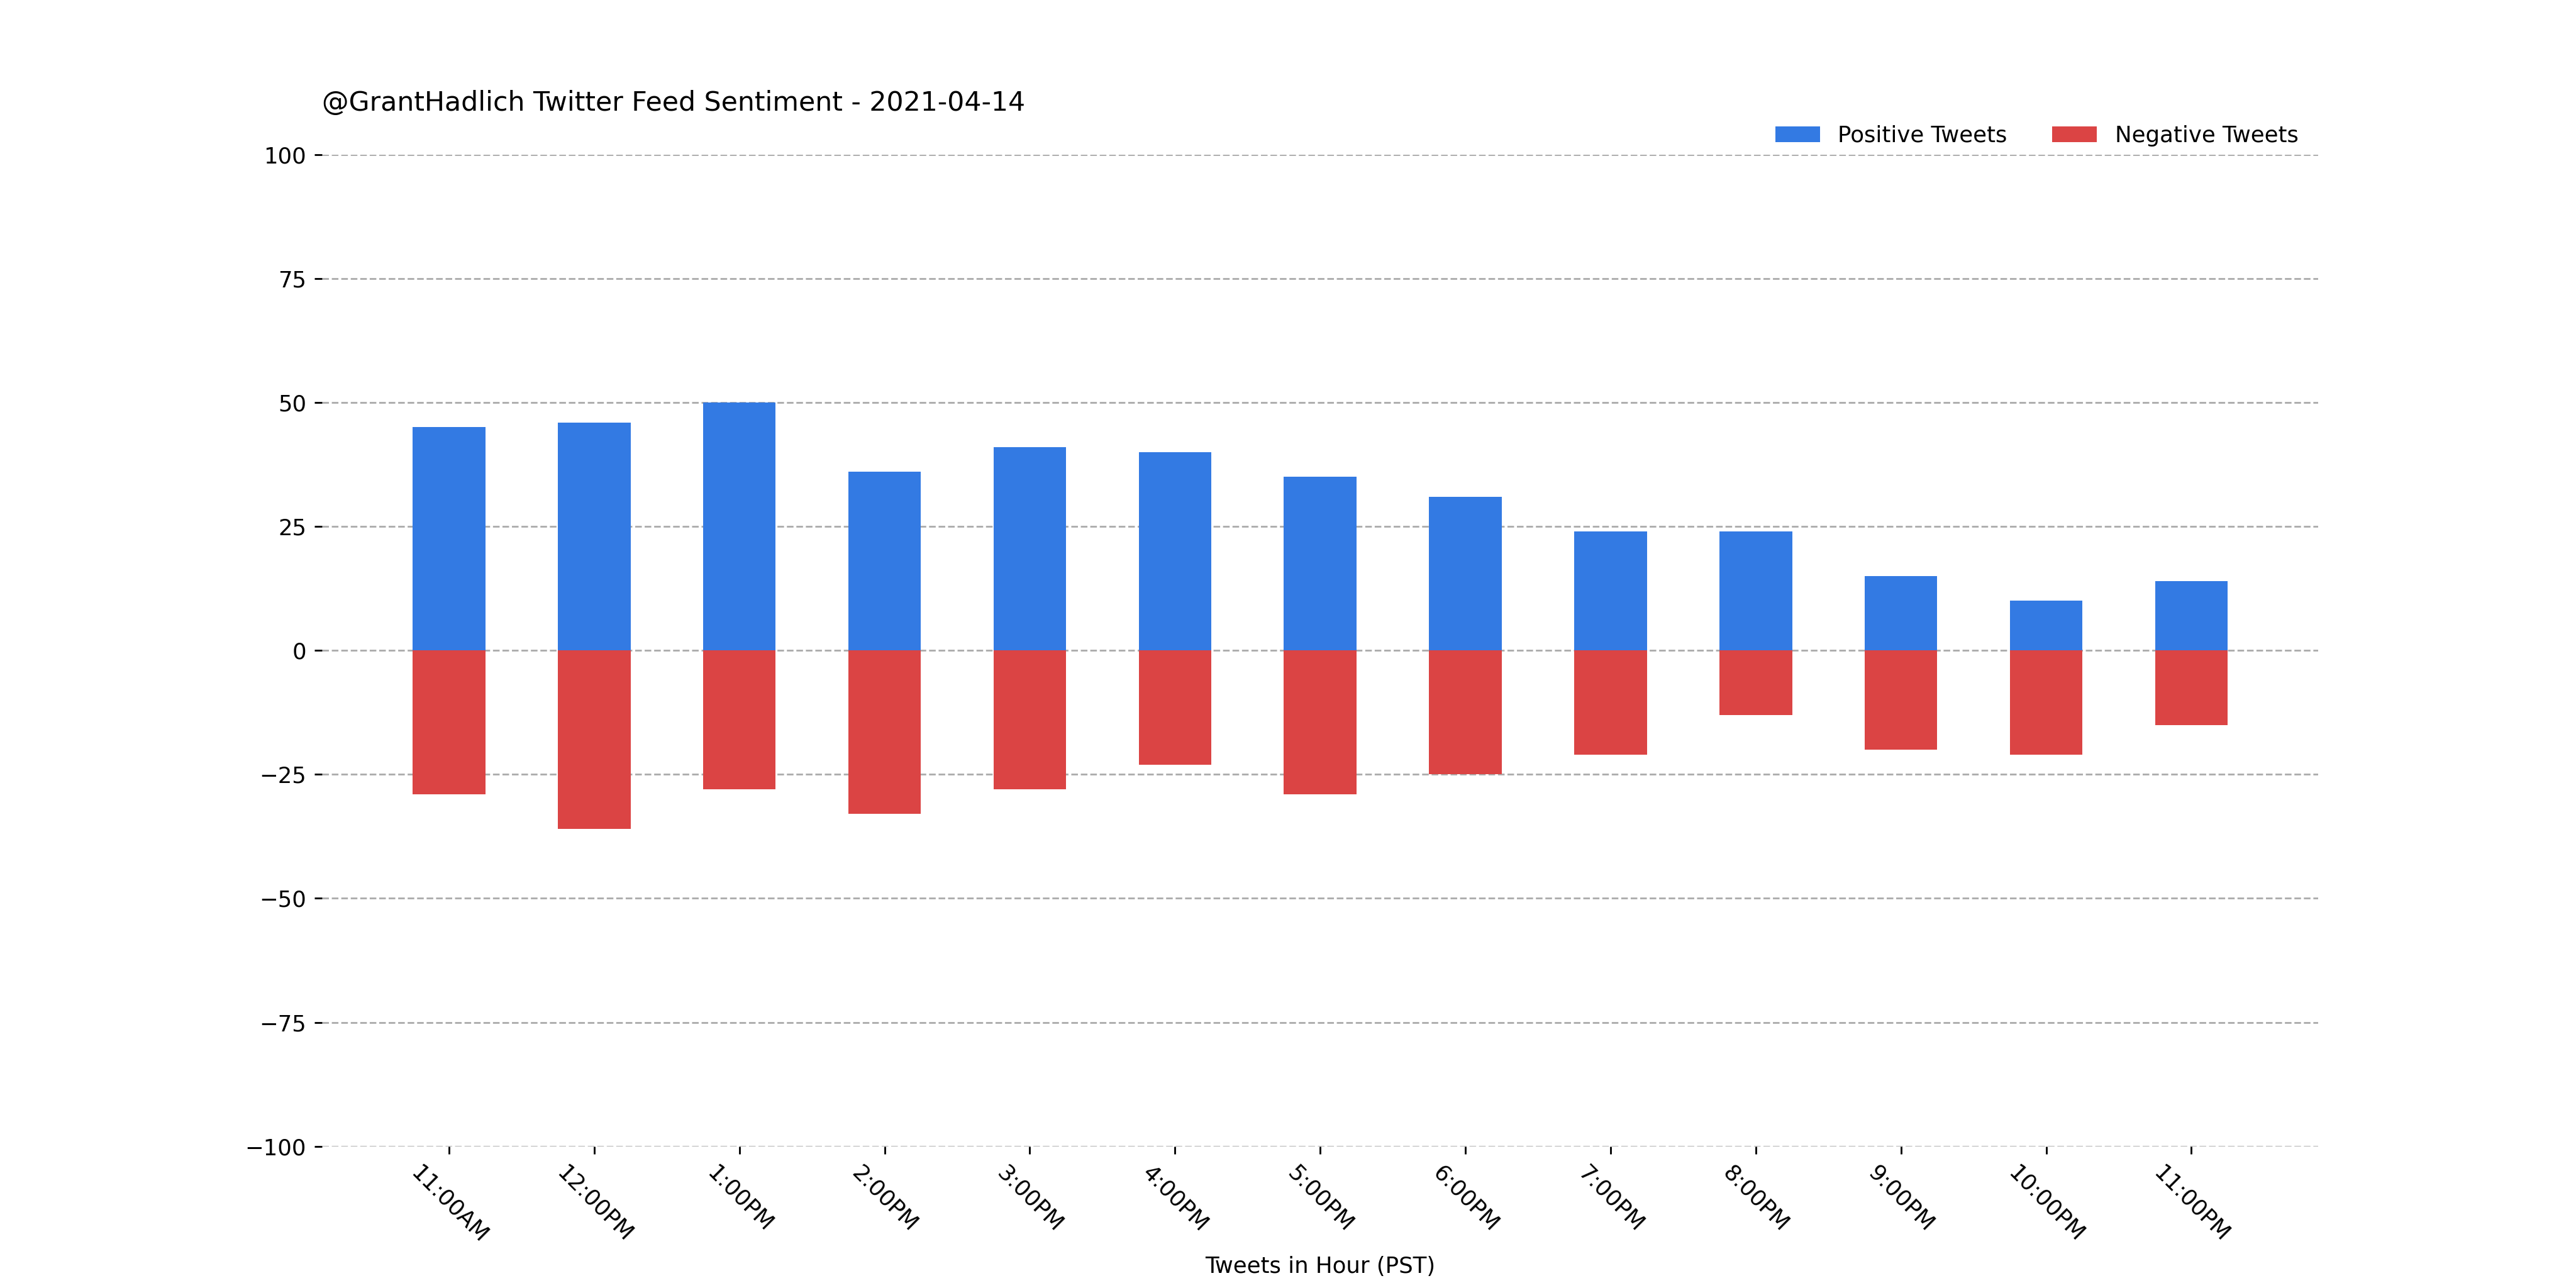 @GrantHadlich Twitter Feed Sentiment - 2021-04-14
Positive Tweets
Negative Tweets
100
75
50
25
0
−25
−50
−75
−100
11:00AM
12:00PM
1:00PM
2:00PM
3:00PM
4:00PM
5:00PM
6:00PM
7:00PM
8:00PM
9:00PM
10:00PM
11:00PM
Tweets in Hour (PST)